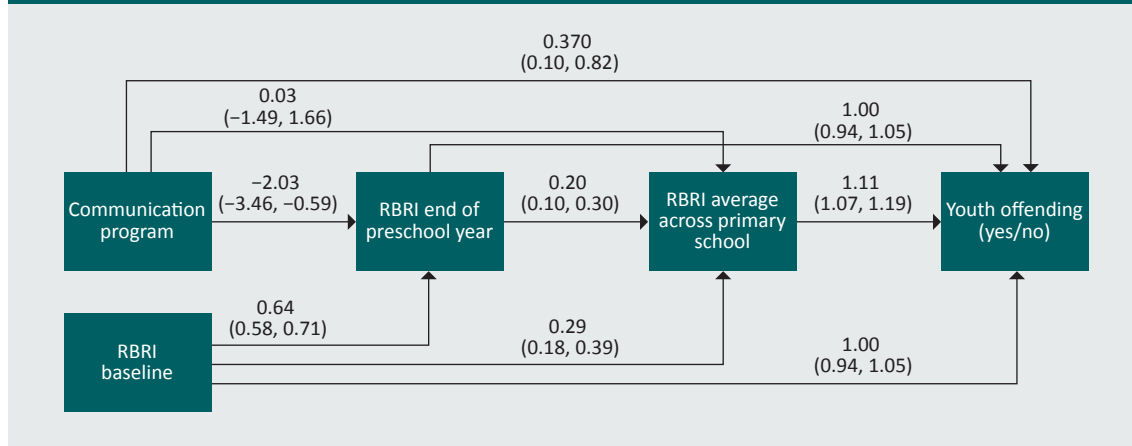 0.370
(0.10, 0.82)
0.03
(−1.49, 1.66)
1.00
(0.94, 1.05)
Communication
program
−2.03
(−3.46, −0.59)
RBRI end of
preschool year
0.20
(0.10, 0.30)
RBRI average
across primary
school
1.11
(1.07, 1.19)
Youth offending
(yes/no)
RBRI
baseline
0.64
(0.58, 0.71)
0.29
(0.18, 0.39)
1.00
(0.94, 1.05)